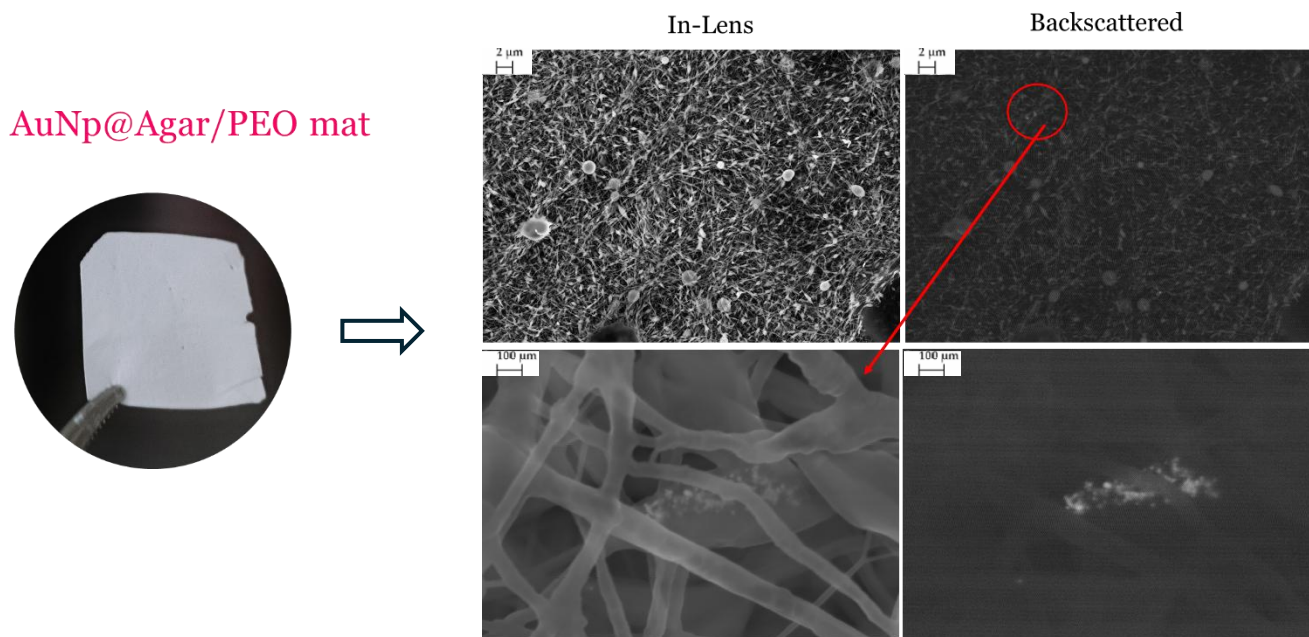 In-Lens
Backscattered
2 µm
2 µm
AuNp@Agar/PEO mat
100 µm
100 µm